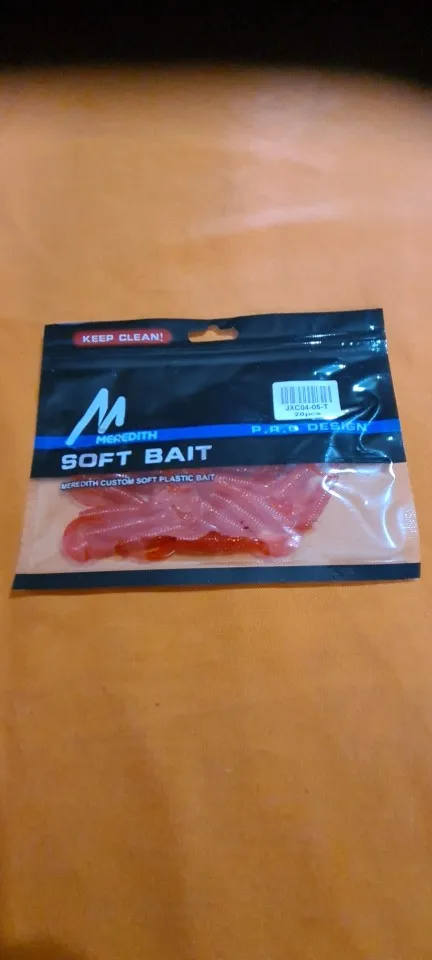 KEEP CLEAN!
JXC04-05-T
20pcs
M
MEREDITH
P.R.O DESIGN
SOFT BAIT
MEREDITH CUSTOM SOFT PLASTIC BAIT